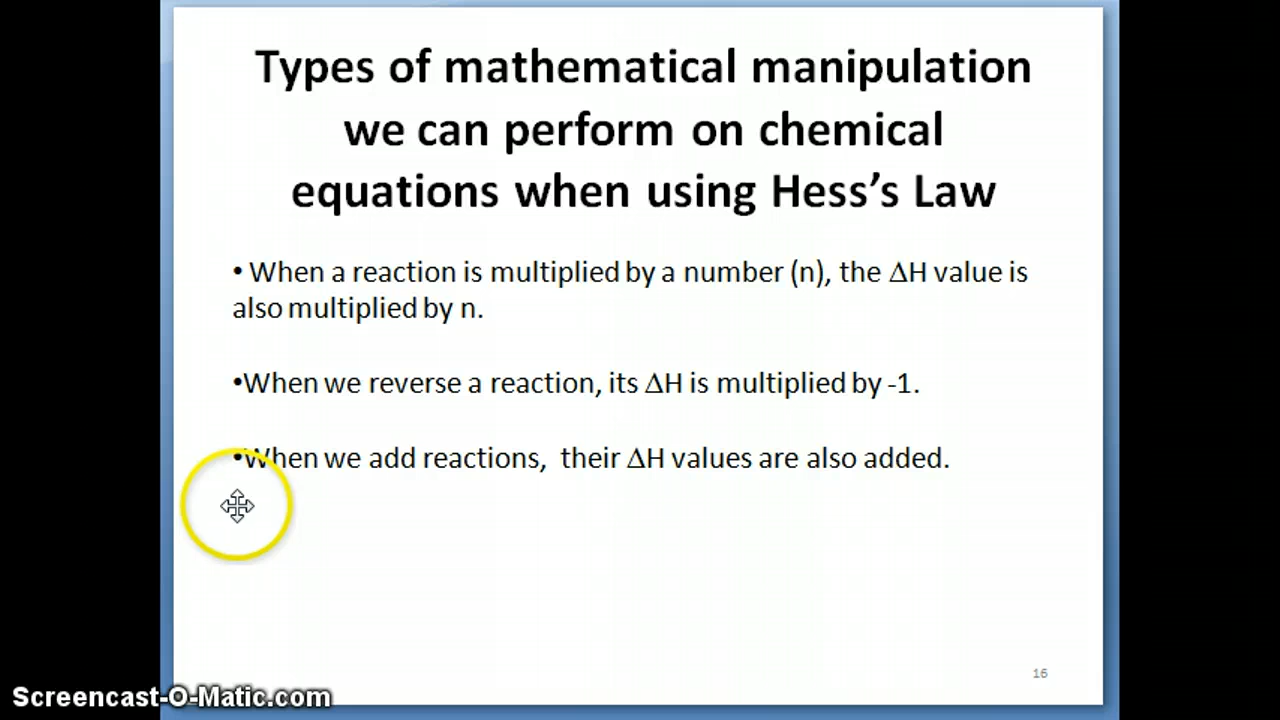 Types of mathematical manipulation
we can perform on chemical
equations when using Hess’s Law
• When a reaction is multiplied by a number (n), the ΔH value is
also multiplied by n.
•When we reverse a reaction, its ΔH is multiplied by -1.
•When we add reactions,  their ΔH values are also added.
16
Screencast-O-Matic.com